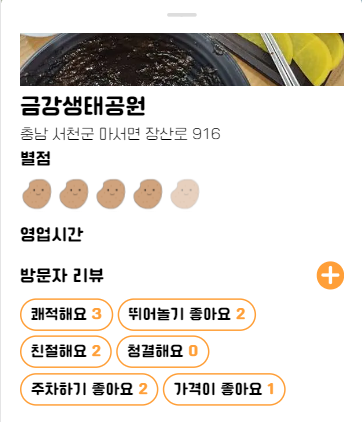 금강생태공원
충남 서천군 마서면 장산로 916
별점
영업시간
방문자 리뷰
쾌적해요 3 뛰어놀기 좋아요 2
친절해요 2 청결해요 0
주차하기 좋아요 2 가격이 좋아요 1